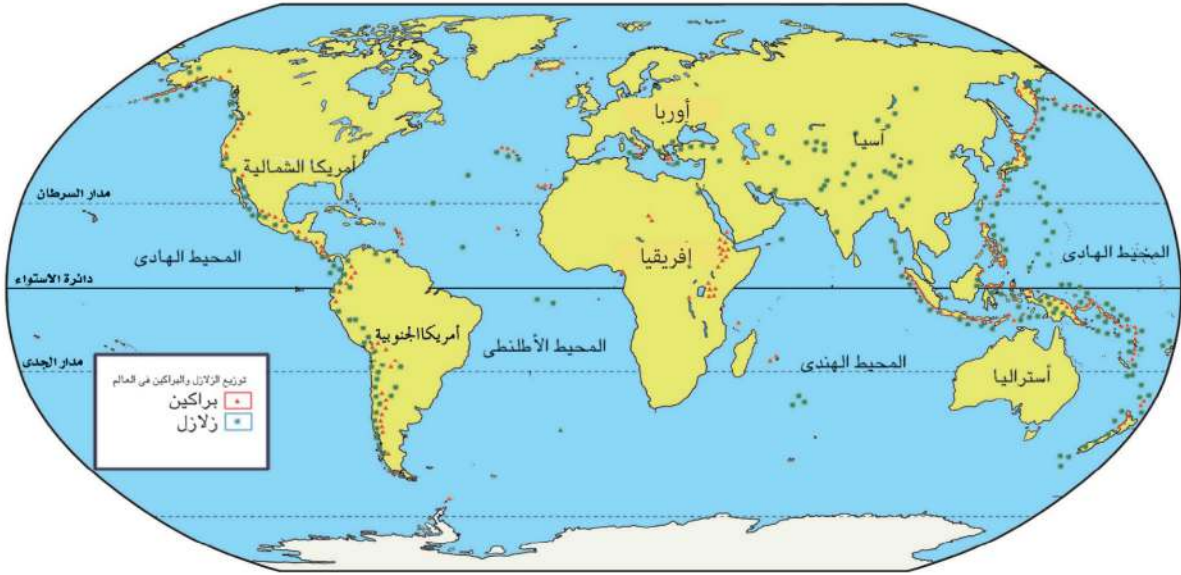 أوربا
آسيا
أمريكا الشمالية
مدار السرطان
المحيط الهادى
إفريقيا
المحيط الهادى
دائرة الاستواء
أمريكا الجنوبية
المحيط الأطلنطى
المحيط الهندى
مدار الجدى
أستراليا
توزيع الزلازل والبراكين فى العالم
براكين
زلازل